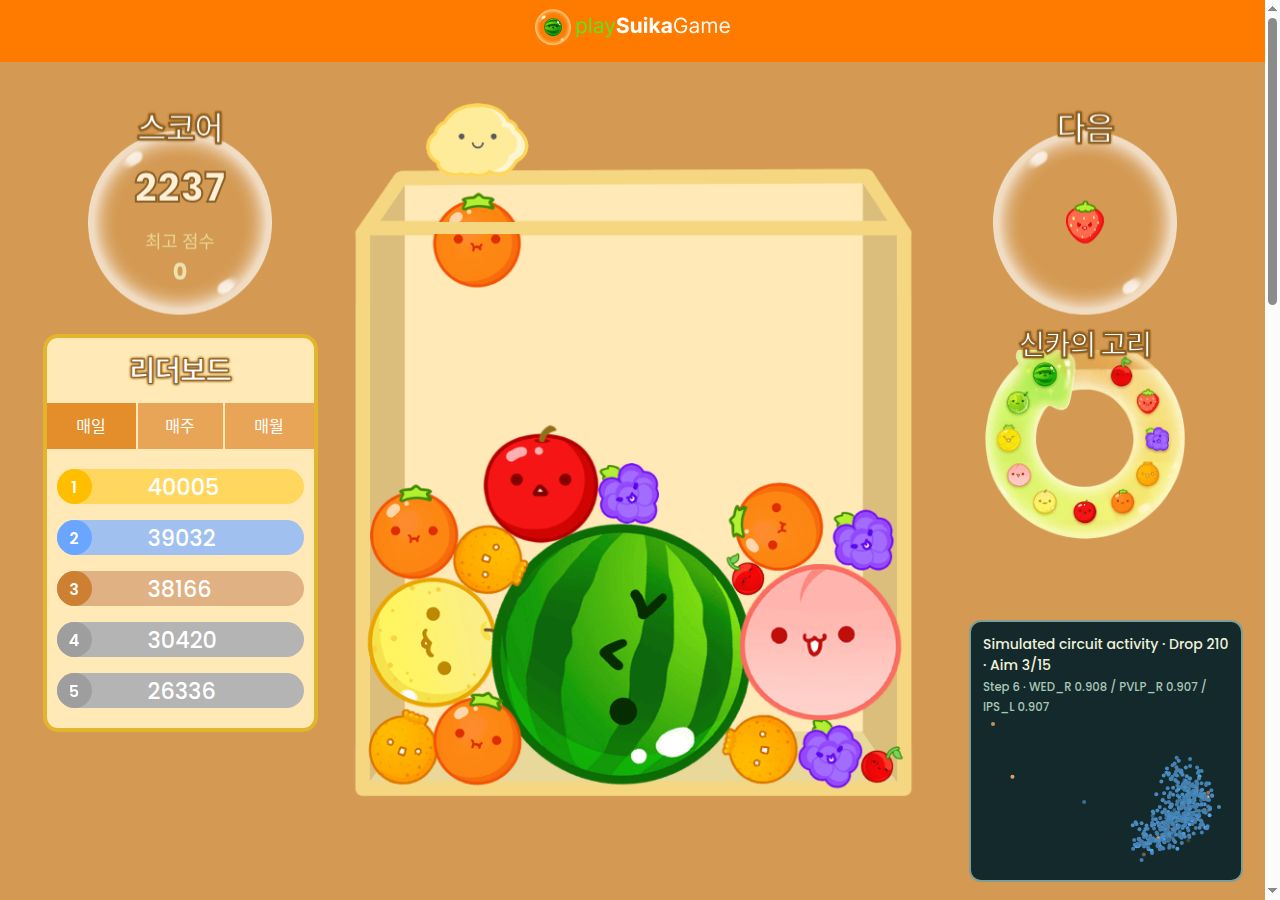 playSuikaGame
스코어
2237
최고 점수
0
리더보드
매일 매주 매월
1 40005
2 39032
3 38166
4 30420
5 26336
다음
신카의 고리
Simulated circuit activity · Drop 210
· Aim 3/15
Step 6 · WED_R 0.908 / PVLP_R 0.907 /
IPS_L 0.907